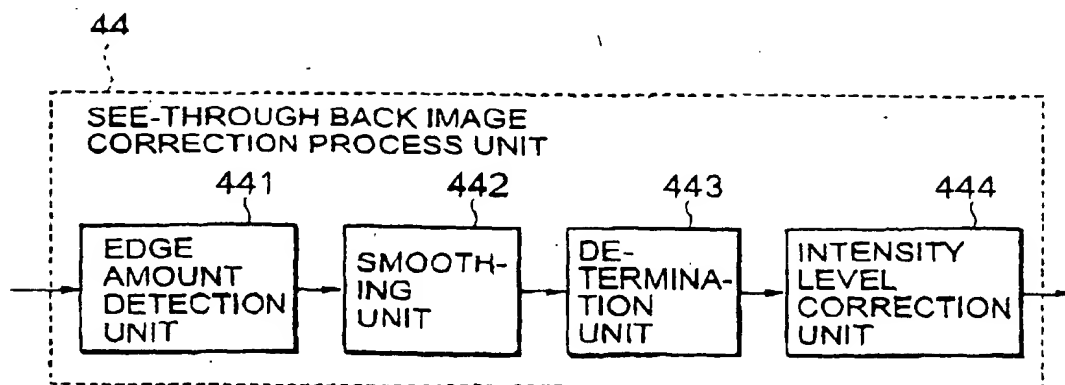 44
SEE-THROUGH BACK IMAGE
CORRECTION PROCESS UNIT
441
442
443
444
EDGE
AMOUNT
DETECTION
UNIT
SMOOTH-
ING
UNIT
DE-
TERMINA-
TION
UNIT
INTENSITY
LEVEL
CORRECTION
UNIT